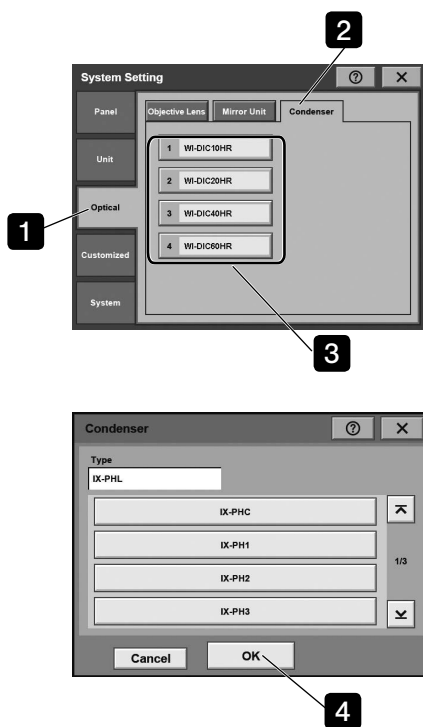 2
System Setting
?
X
Panel
Objective Lens
Mirror Unit
Condenser
1 WI-DIC10HR
Unit
2 WI-DIC20HR
Optical
3 WI-DIC40HR
1
4 WI-DIC60HR
Customized
System
3
Condenser
?
X
Type
IX-PHL
IX-PHC
IX-PH1
1/3
IX-PH2
IX-PH3
Cancel
OK
4